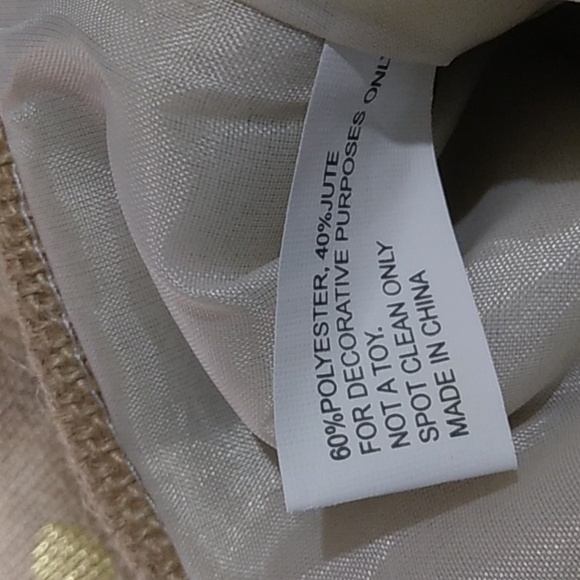 60%POLYESTER, 40%JUTE
FOR DECORATIVE PURPOSES ONLY
NOT A TOY.
SPOT CLEAN ONLY
MADE IN CHINA